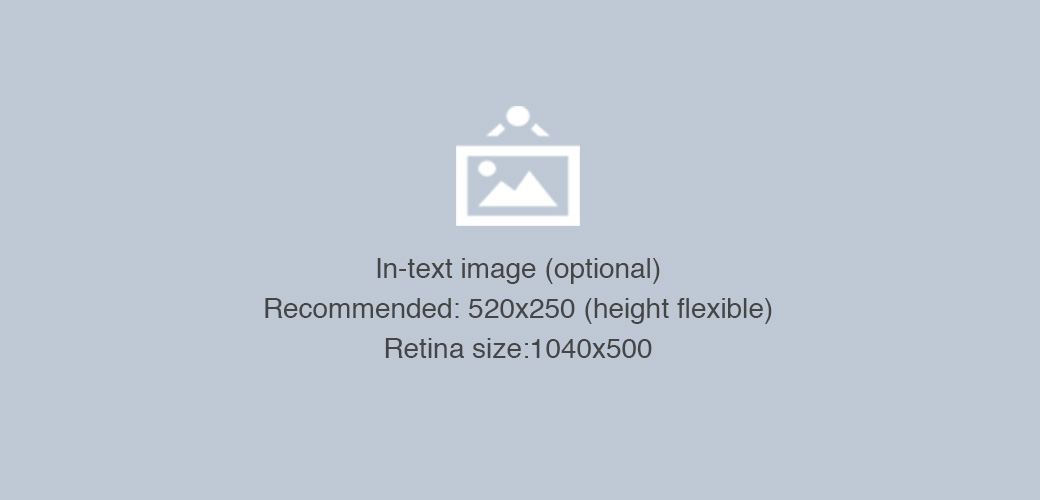 In-text image (optional)
Recommended: 520x250 (height flexible)
Retina size:1040x500